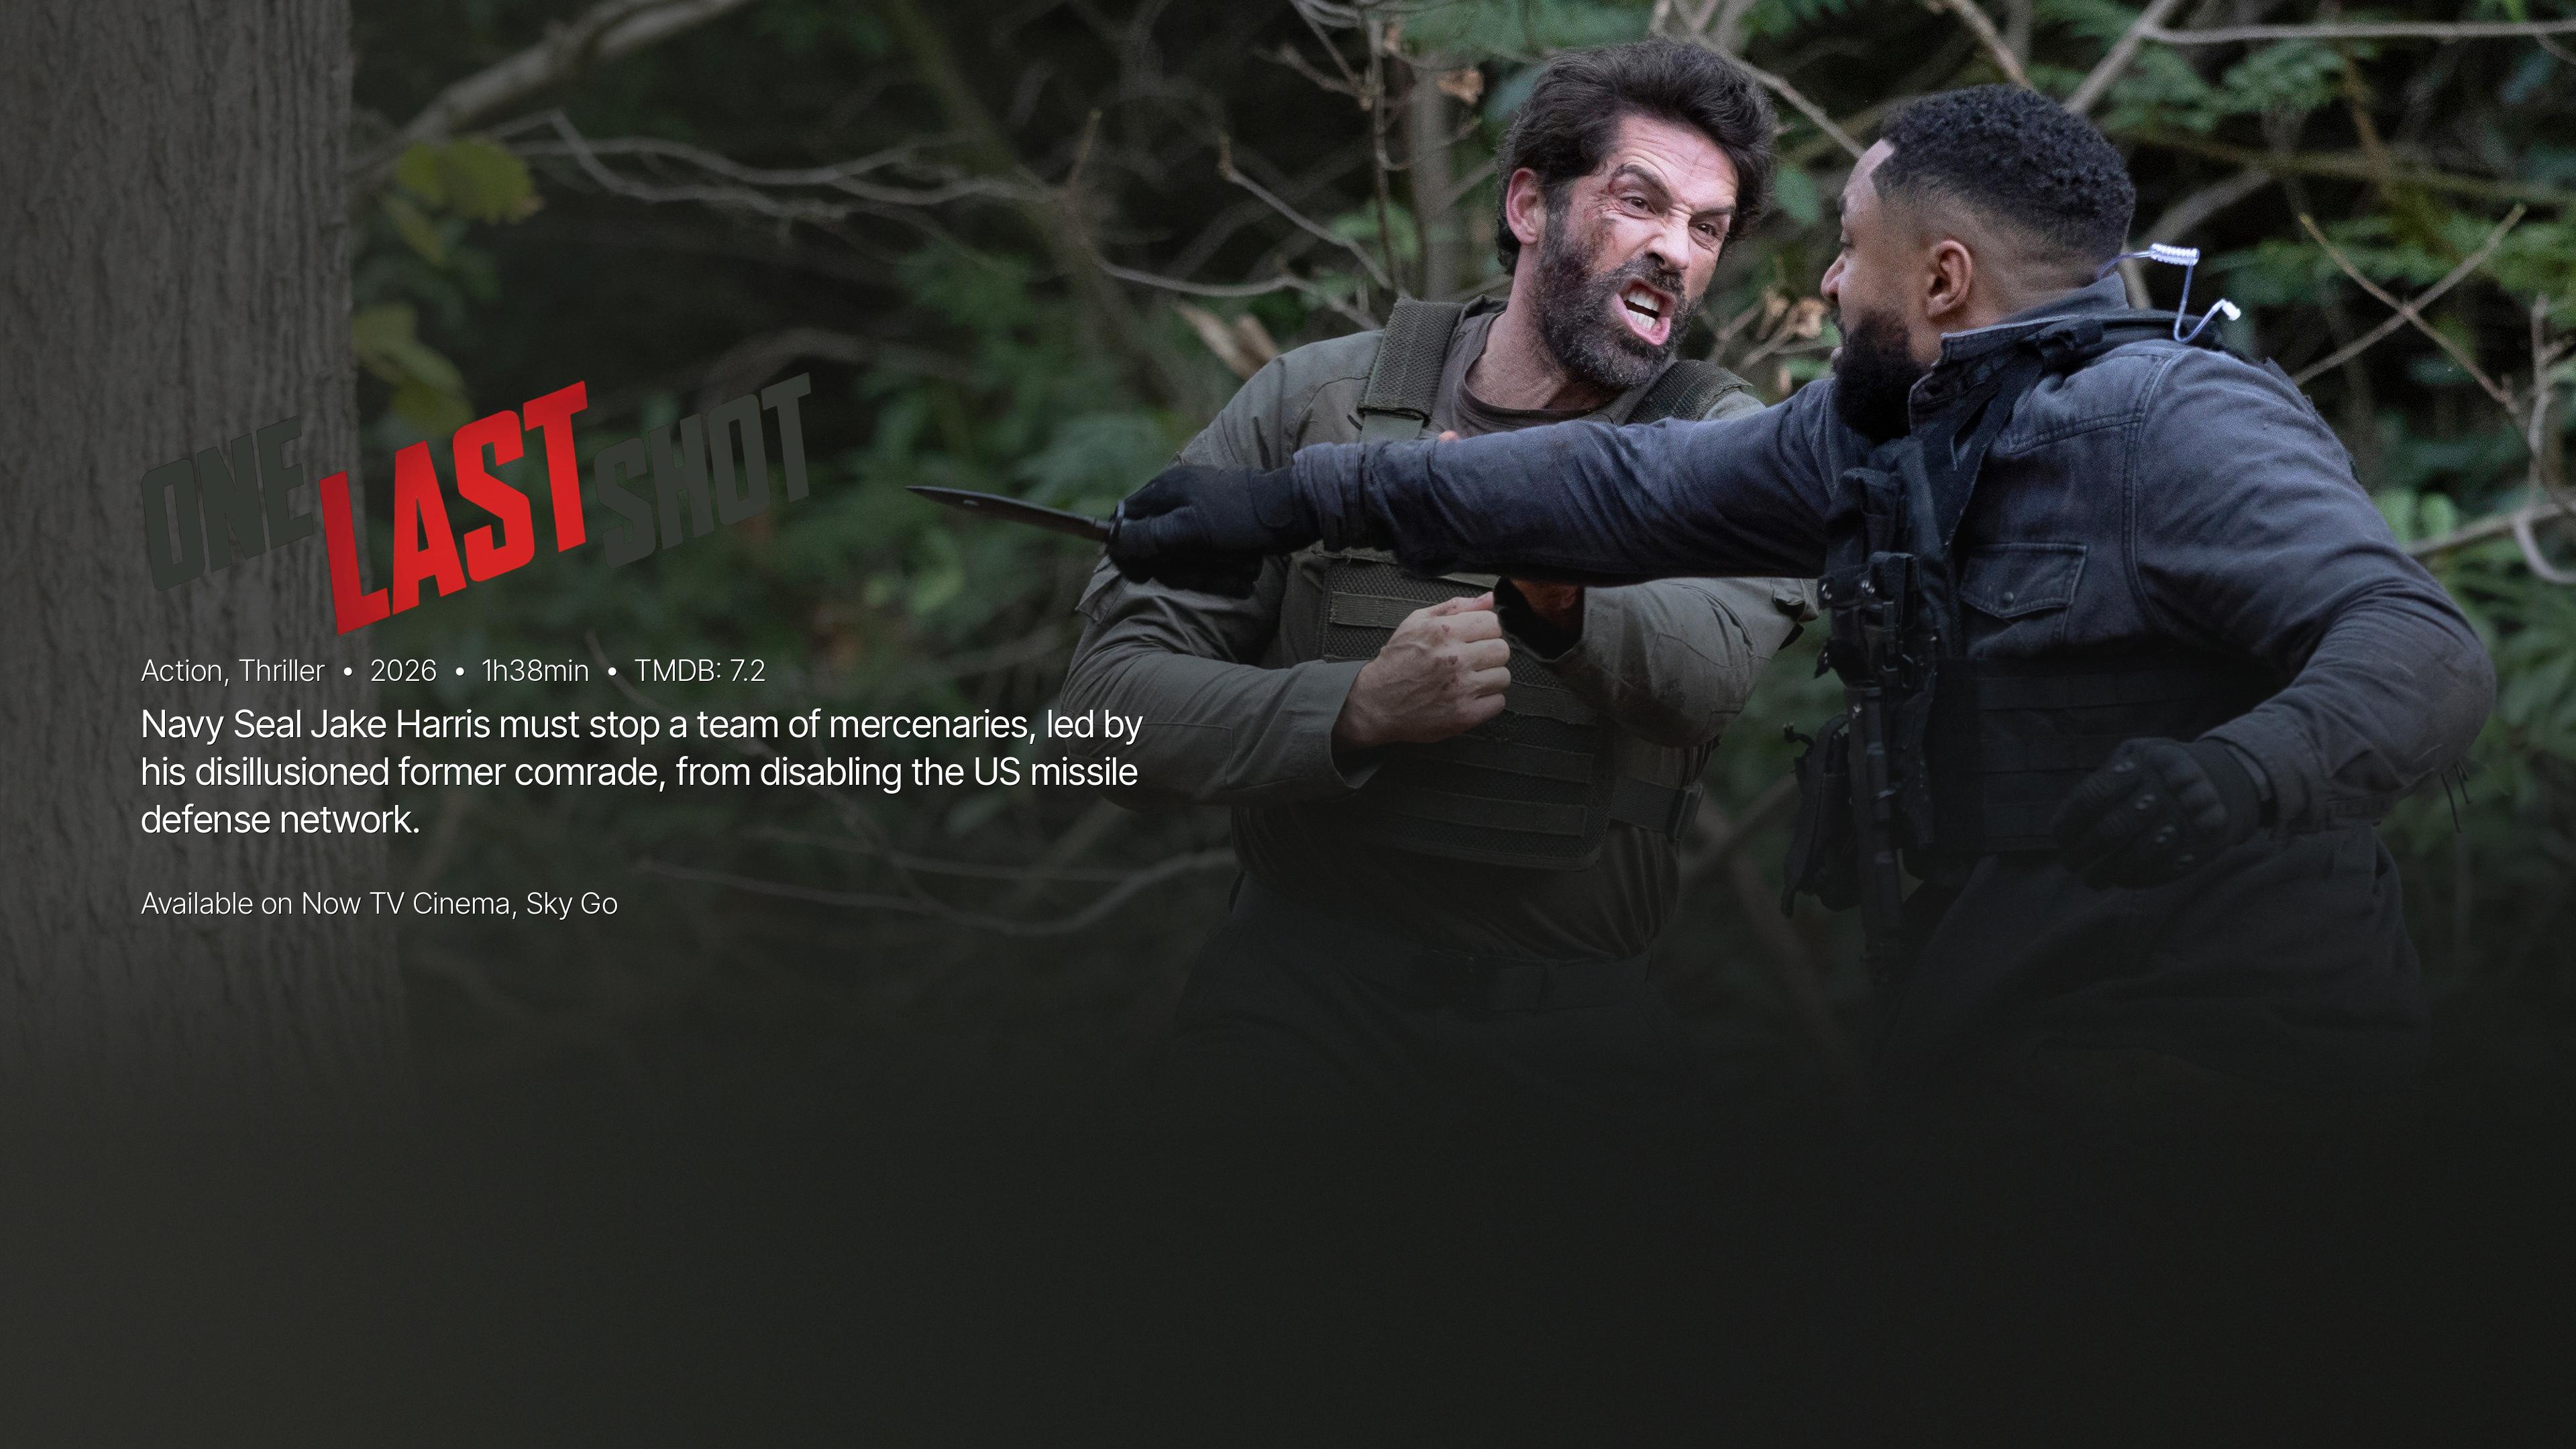 ONE LAST SHOT
Action, Thriller • 2026 • 1h38min • TMDB: 7.2
Navy Seal Jake Harris must stop a team of mercenaries, led by
his disillusioned former comrade, from disabling the US missile
defense network.
Available on Now TV Cinema, Sky Go